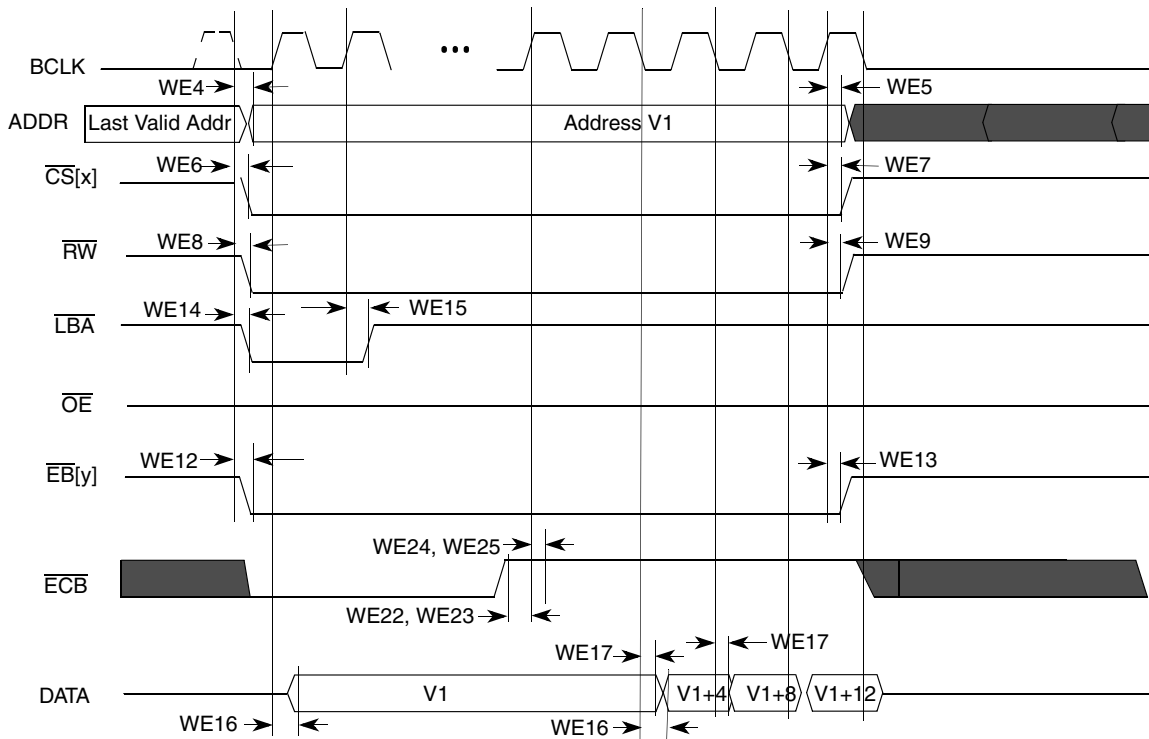 •••
BCLK
WE4
WE5
ADDR Last Valid Addr Address V1
WE6
WE7
CS[x]
WE8
WE9
RW
WE14
WE15
LBA
OE
WE12
WE13
EB[y]
WE24, WE25
ECB
WE22, WE23
WE17
WE17
DATA V1 V1+4 V1+8 V1+12
WE16
WE16